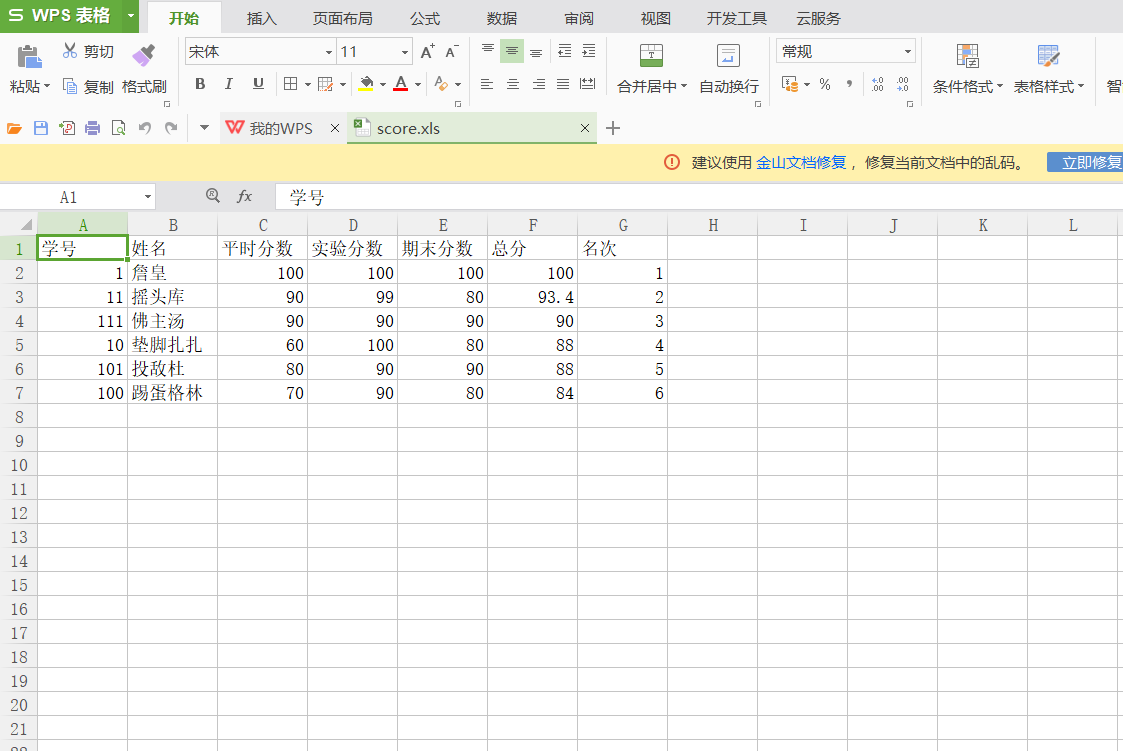 S WPS 表格 开始 插入 页面布局 公式 数据 审阅 视图 开发工具 云服务
剪切 宋体 11 A⁺ A⁻ 常规
粘贴 复制 格式刷 B I U A 合并居中 自动换行 % 条件格式 表格样式 智
我的WPS × score.xls × +
建议使用 金山文档修复 ，修复当前文档中的乱码。 立即修复
A1 fx 学号
A B C D E F G H I J K L
1 学号 姓名 平时分数 实验分数 期末分数 总分 名次
2 1 詹皇 100 100 100 100 1
3 11 摇头库 90 99 80 93.4 2
4 111 佛主汤 90 90 90 90 3
5 10 垫脚扎扎 60 100 80 88 4
6 101 投敌杜 80 90 90 88 5
7 100 踢蛋格林 70 90 80 84 6
8
9
10
11
12
13
14
15
16
17
18
19
20
21